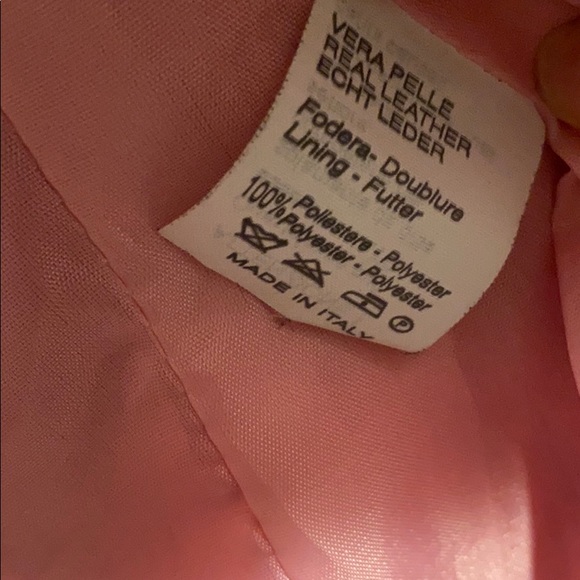 VERA PELLE
REAL LEATHER
ECHT LEDER
Fodera - Doublure
Lining - Futter
100% Poliestere - Polyester
Polyester - Polyester
P
MADE IN ITALY